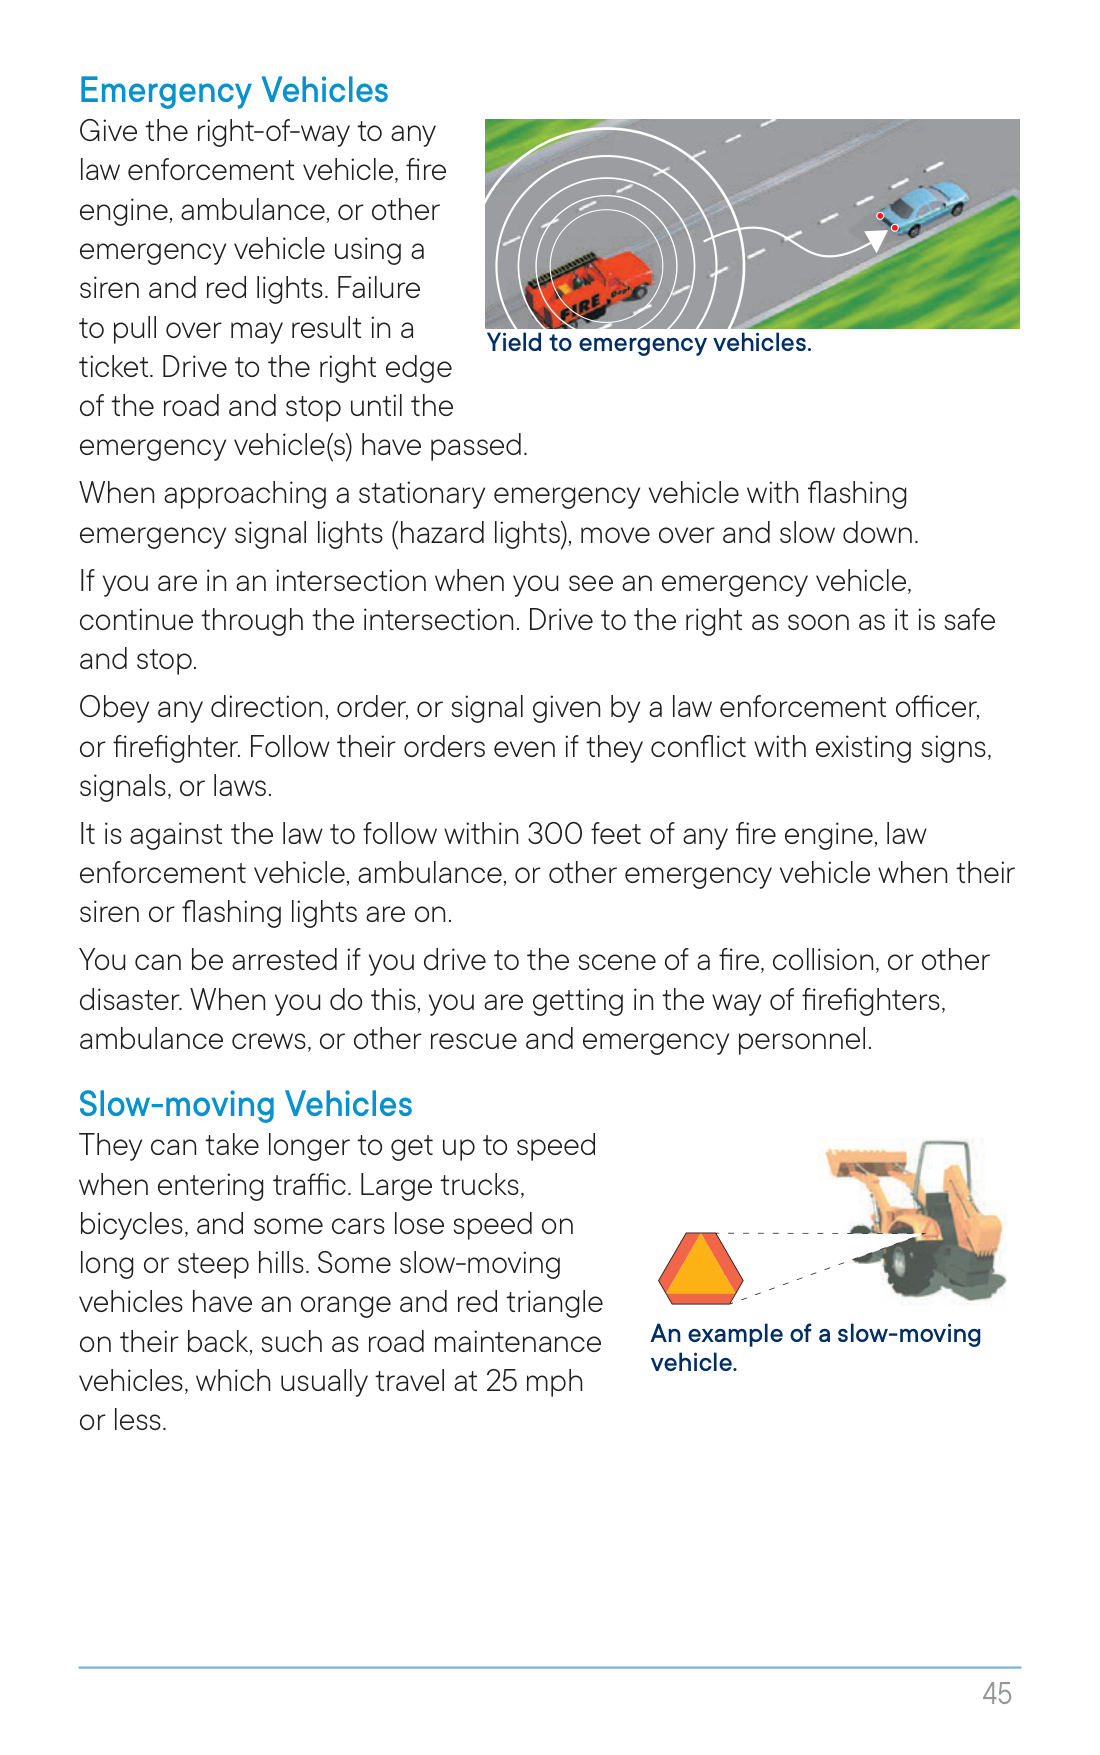 Emergency Vehicles
Give the right-of-way to any
law enforcement vehicle, fire
engine, ambulance, or other
emergency vehicle using a
siren and red lights. Failure
to pull over may result in a
ticket. Drive to the right edge
of the road and stop until the
emergency vehicle(s) have passed.
FIRE
Dept
Yield to emergency vehicles.
When approaching a stationary emergency vehicle with flashing
emergency signal lights (hazard lights), move over and slow down.
If you are in an intersection when you see an emergency vehicle,
continue through the intersection. Drive to the right as soon as it is safe
and stop.
Obey any direction, order, or signal given by a law enforcement officer,
or firefighter. Follow their orders even if they conflict with existing signs,
signals, or laws.
It is against the law to follow within 300 feet of any fire engine, law
enforcement vehicle, ambulance, or other emergency vehicle when their
siren or flashing lights are on.
You can be arrested if you drive to the scene of a fire, collision, or other
disaster. When you do this, you are getting in the way of firefighters,
ambulance crews, or other rescue and emergency personnel.
Slow-moving Vehicles
They can take longer to get up to speed
when entering traffic. Large trucks,
bicycles, and some cars lose speed on
long or steep hills. Some slow-moving
vehicles have an orange and red triangle
on their back, such as road maintenance
vehicles, which usually travel at 25 mph
or less.
An example of a slow-moving
vehicle.
45